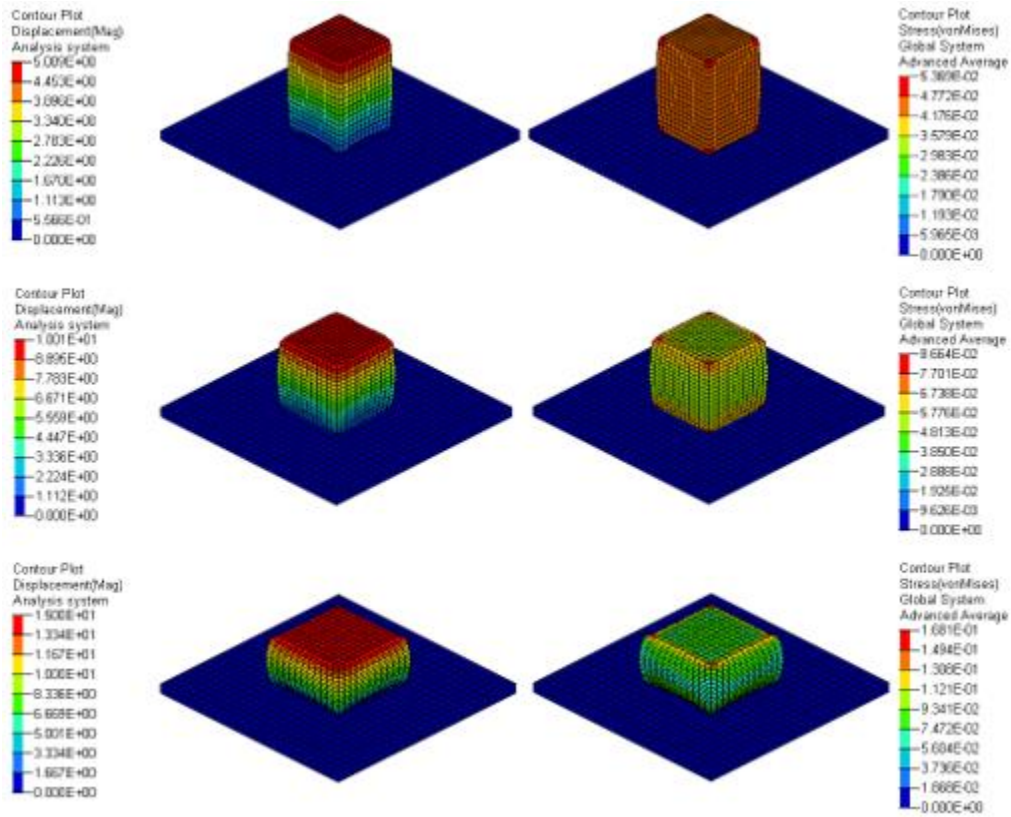 Contour Plot
Displacement(Mag)
Analysis system
5.009E+00
4.453E+00
3.896E+00
3.340E+00
2.783E+00
2.226E+00
1.670E+00
1.113E+00
5.566E-01
0.000E+00
Contour Plot
Stress(vonMises)
Global System
Advanced Average
5.369E-02
4.772E-02
4.176E-02
3.579E-02
2.983E-02
2.386E-02
1.790E-02
1.193E-02
5.965E-03
0.000E+00
Contour Plot
Displacement(Mag)
Analysis system
1.001E+01
8.895E+00
7.783E+00
6.671E+00
5.559E+00
4.447E+00
3.336E+00
2.224E+00
1.112E+00
0.000E+00
Contour Plot
Stress(vonMises)
Global System
Advanced Average
8.664E-02
7.701E-02
6.738E-02
5.776E-02
4.813E-02
3.850E-02
2.888E-02
1.925E-02
9.626E-03
0.000E+00
Contour Plot
Displacement(Mag)
Analysis system
1.500E+01
1.334E+01
1.167E+01
1.000E+01
8.336E+00
6.669E+00
5.001E+00
3.334E+00
1.667E+00
0.000E+00
Contour Plot
Stress(vonMises)
Global System
Advanced Average
1.681E-01
1.494E-01
1.308E-01
1.121E-01
9.341E-02
7.472E-02
5.604E-02
3.736E-02
1.868E-02
0.000E+00